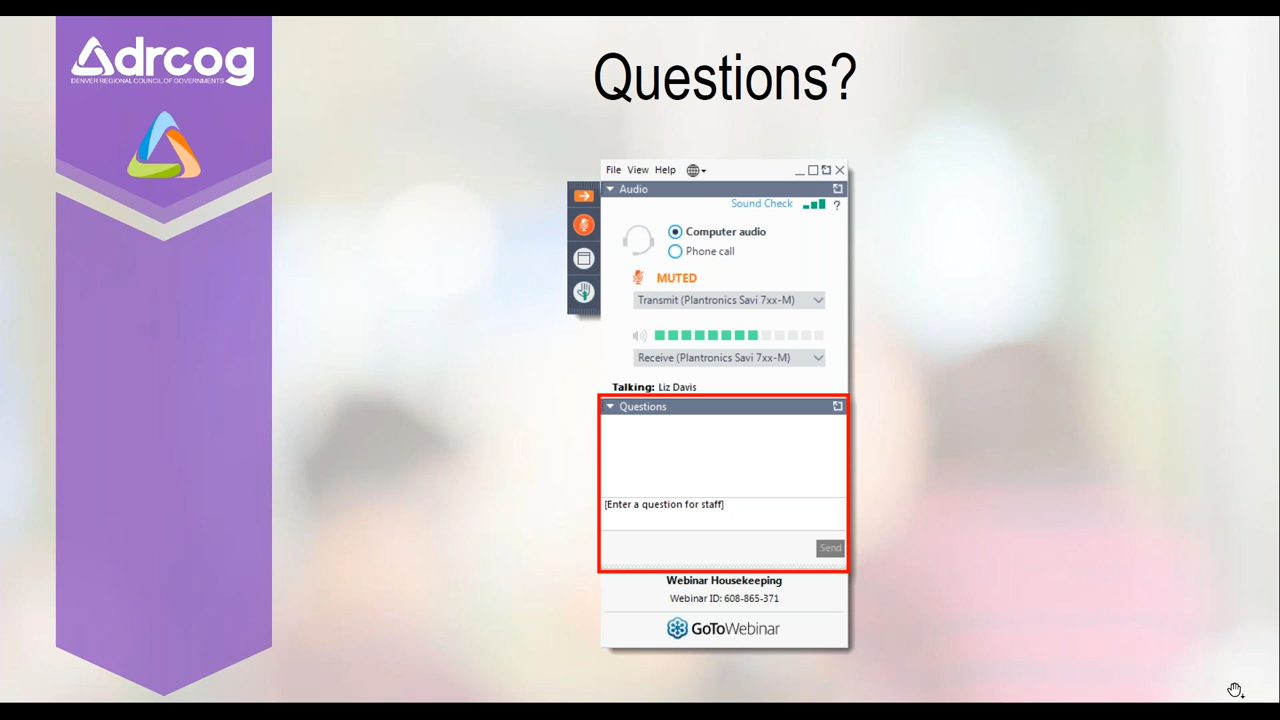 drcog
DENVER REGIONAL COUNCIL OF GOVERNMENTS
Questions?
File View Help
Audio
Sound Check ?
Computer audio
Phone call
MUTED
Transmit (Plantronics Savi 7xx-M)
Receive (Plantronics Savi 7xx-M)
Talking: Liz Davis
Questions
[Enter a question for staff]
Send
Webinar Housekeeping
Webinar ID: 608-865-371
GoToWebinar